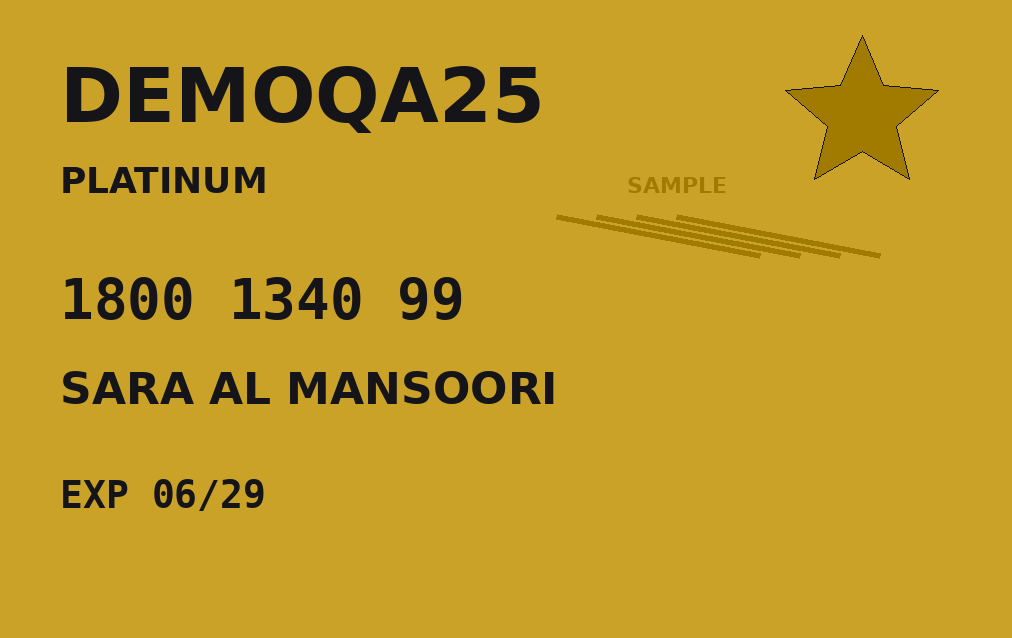 DEMOQA25
PLATINUM
SAMPLE
1800 1340 99
SARA AL MANSOORI
EXP 06/29